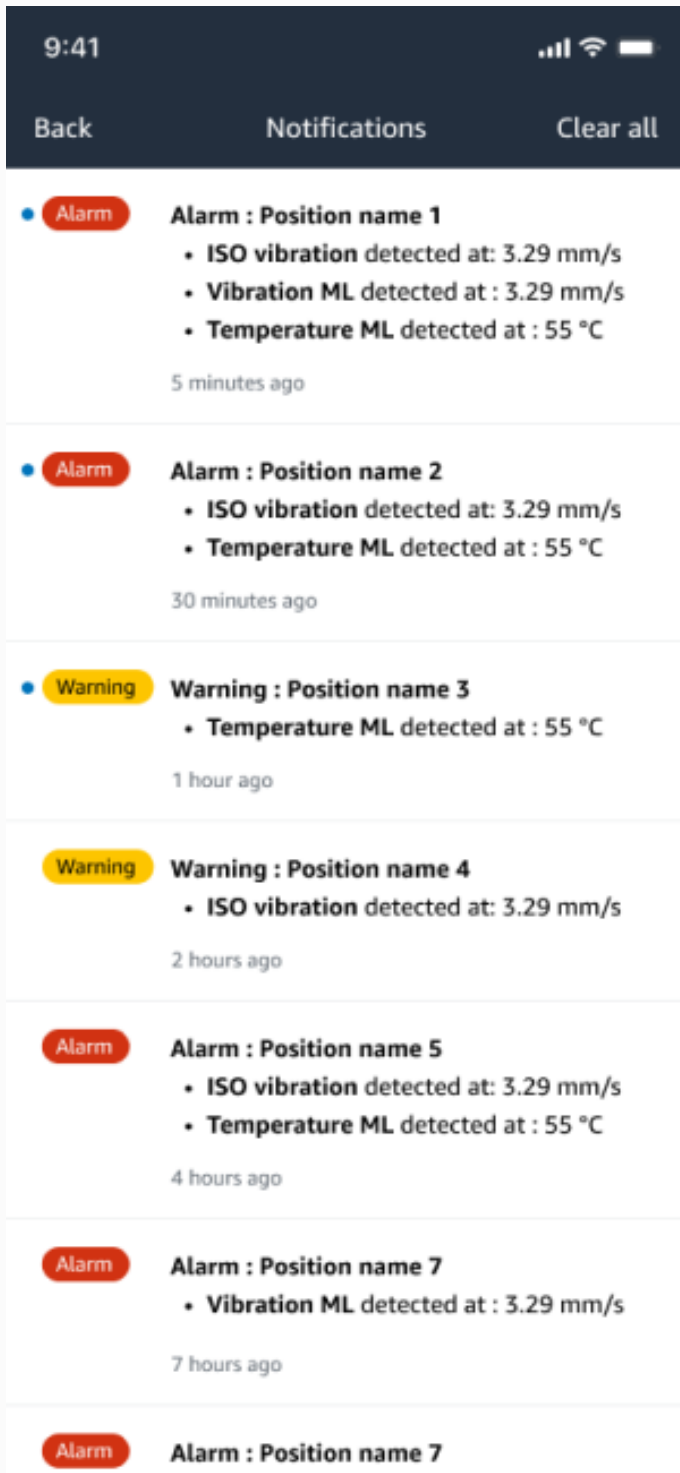 9:41
Back Notifications Clear all
Alarm Alarm : Position name 1
• ISO vibration detected at: 3.29 mm/s
• Vibration ML detected at : 3.29 mm/s
• Temperature ML detected at : 55 °C
5 minutes ago
Alarm Alarm : Position name 2
• ISO vibration detected at: 3.29 mm/s
• Temperature ML detected at : 55 °C
30 minutes ago
Warning Warning : Position name 3
• Temperature ML detected at : 55 °C
1 hour ago
Warning Warning : Position name 4
• ISO vibration detected at: 3.29 mm/s
2 hours ago
Alarm Alarm : Position name 5
• ISO vibration detected at: 3.29 mm/s
• Temperature ML detected at : 55 °C
4 hours ago
Alarm Alarm : Position name 7
• Vibration ML detected at : 3.29 mm/s
7 hours ago
Alarm Alarm : Position name 7